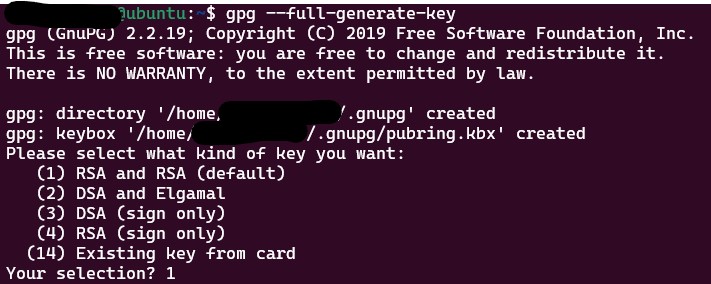 @ubuntu:~$ gpg --full-generate-key
gpg (GnuPG) 2.2.19; Copyright (C) 2019 Free Software Foundation, Inc.
This is free software: you are free to change and redistribute it.
There is NO WARRANTY, to the extent permitted by law.
gpg: directory '/home/ /.gnupg' created
gpg: keybox '/home/ /.gnupg/pubring.kbx' created
Please select what kind of key you want:
(1) RSA and RSA (default)
(2) DSA and Elgamal
(3) DSA (sign only)
(4) RSA (sign only)
(14) Existing key from card
Your selection? 1